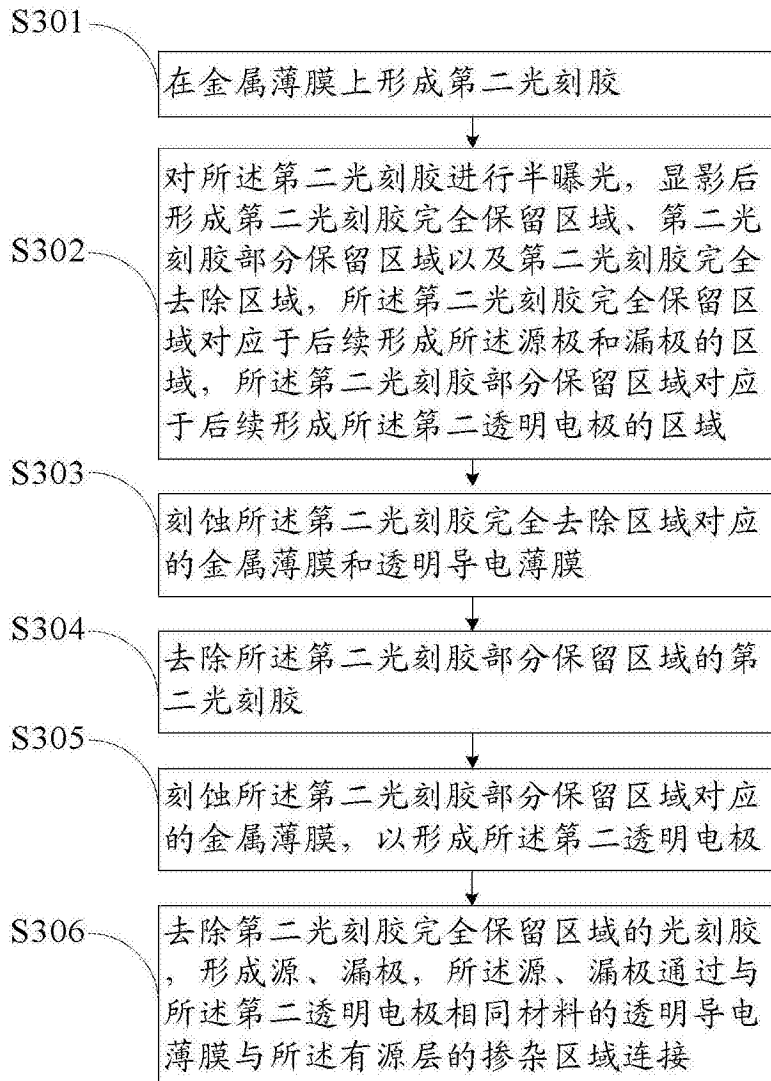 S301
在金属薄膜上形成第二光刻胶
S302
对所述第二光刻胶进行半曝光，显影后
形成第二光刻胶完全保留区域、第二光
刻胶部分保留区域以及第二光刻胶完全
去除区域，所述第二光刻胶完全保留区
域对应于后续形成所述源极和漏极的区
域，所述第二光刻胶部分保留区域对应
于后续形成所述第二透明电极的区域
S303
刻蚀所述第二光刻胶完全去除区域对应
的金属薄膜和透明导电薄膜
S304
去除所述第二光刻胶部分保留区域的第
二光刻胶
S305
刻蚀所述第二光刻胶部分保留区域对应
的金属薄膜，以形成所述第二透明电极
S306
去除第二光刻胶完全保留区域的光刻胶
，形成源、漏极，所述源、漏极通过与
所述第二透明电极相同材料的透明导电
薄膜与所述有源层的掺杂区域连接